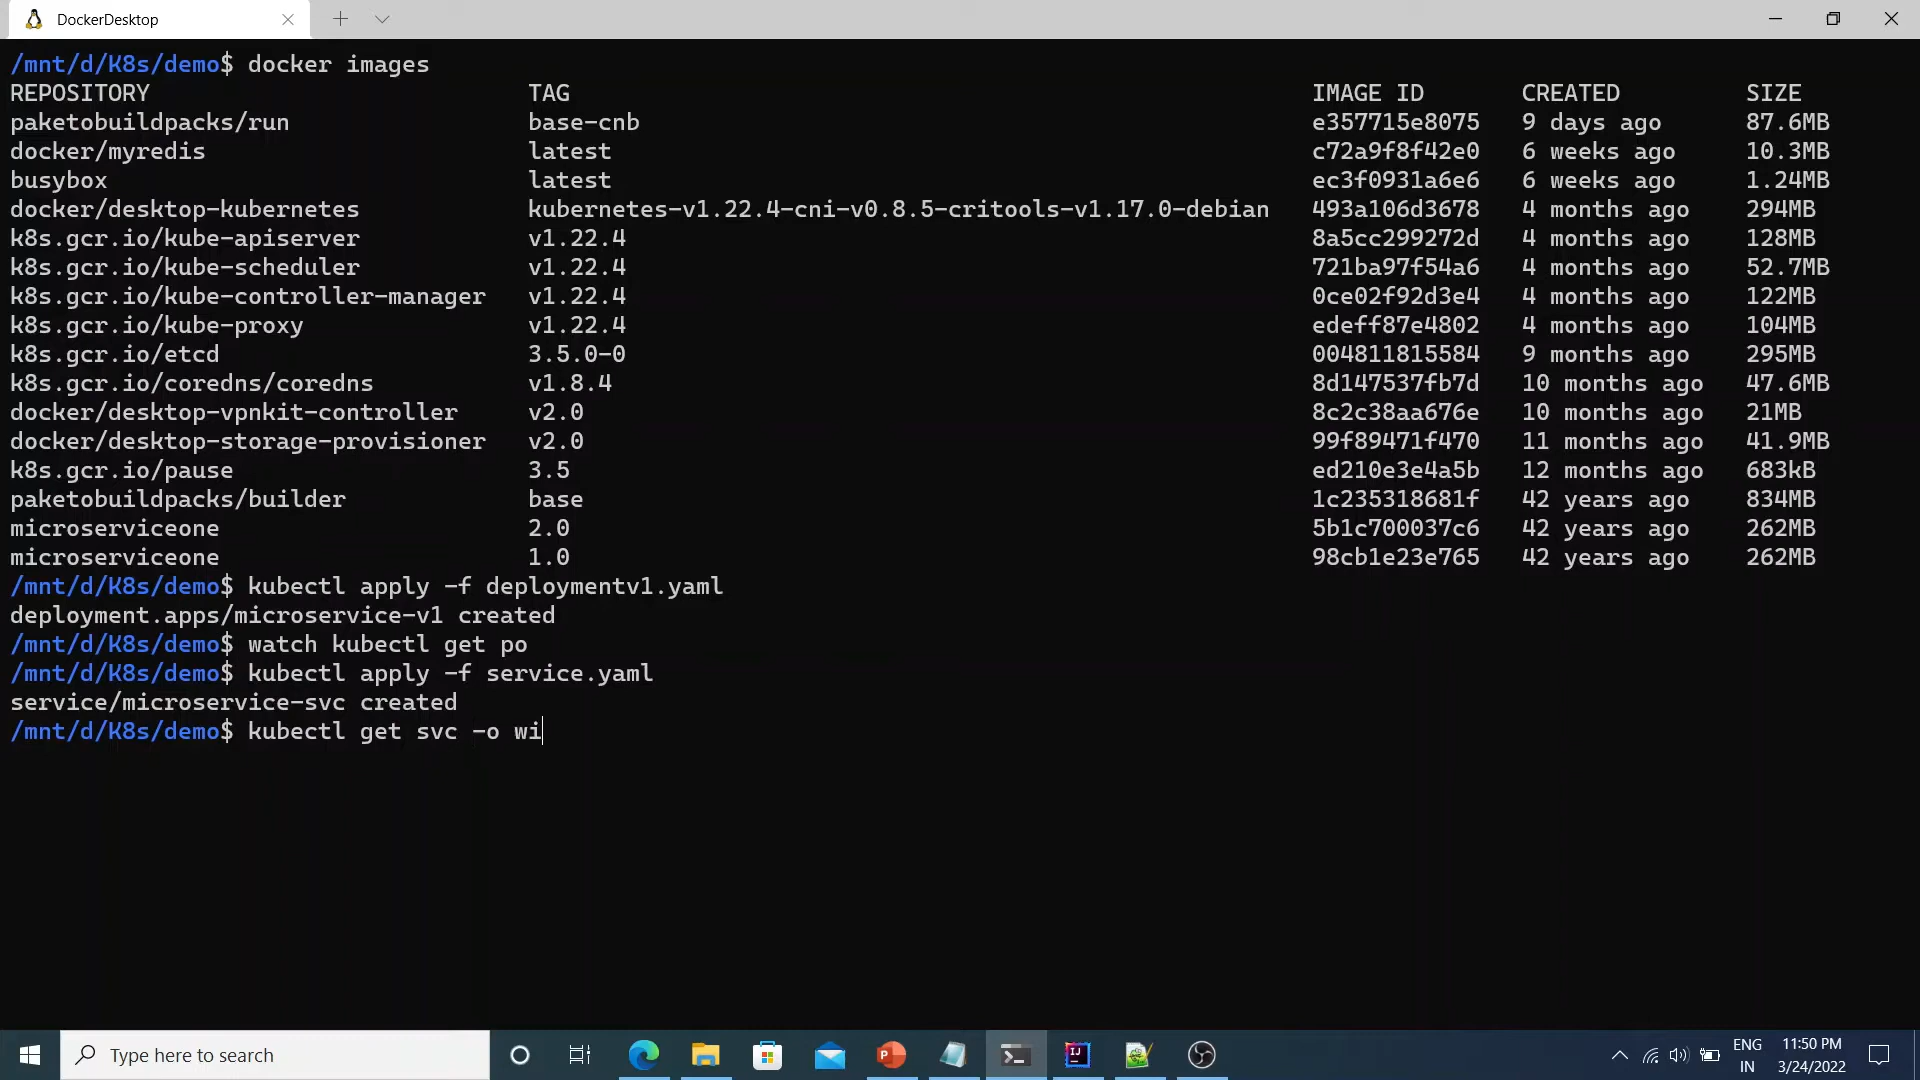 DockerDesktop
/mnt/d/K8s/demo$ docker images
REPOSITORY TAG IMAGE ID CREATED SIZE
paketobuildpacks/run base-cnb e357715e8075 9 days ago 87.6MB
docker/myredis latest c72a9f8f42e0 6 weeks ago 10.3MB
busybox latest ec3f0931a6e6 6 weeks ago 1.24MB
docker/desktop-kubernetes kubernetes-v1.22.4-cni-v0.8.5-critools-v1.17.0-debian 493a106d3678 4 months ago 294MB
k8s.gcr.io/kube-apiserver v1.22.4 8a5cc299272d 4 months ago 128MB
k8s.gcr.io/kube-scheduler v1.22.4 721ba97f54a6 4 months ago 52.7MB
k8s.gcr.io/kube-controller-manager v1.22.4 0ce02f92d3e4 4 months ago 122MB
k8s.gcr.io/kube-proxy v1.22.4 edeff87e4802 4 months ago 104MB
k8s.gcr.io/etcd 3.5.0-0 004811815584 9 months ago 295MB
k8s.gcr.io/coredns/coredns v1.8.4 8d147537fb7d 10 months ago 47.6MB
docker/desktop-vpnkit-controller v2.0 8c2c38aa676e 10 months ago 21MB
docker/desktop-storage-provisioner v2.0 99f89471f470 11 months ago 41.9MB
k8s.gcr.io/pause 3.5 ed210e3e4a5b 12 months ago 683kB
paketobuildpacks/builder base 1c235318681f 42 years ago 834MB
microserviceone 2.0 5b1c700037c6 42 years ago 262MB
microserviceone 1.0 98cb1e23e765 42 years ago 262MB
/mnt/d/K8s/demo$ kubectl apply -f deploymentv1.yaml
deployment.apps/microservice-v1 created
/mnt/d/K8s/demo$ watch kubectl get po
/mnt/d/K8s/demo$ kubectl apply -f service.yaml
service/microservice-svc created
/mnt/d/K8s/demo$ kubectl get svc -o wi
Type here to search
ENG
IN
11:50 PM
3/24/2022